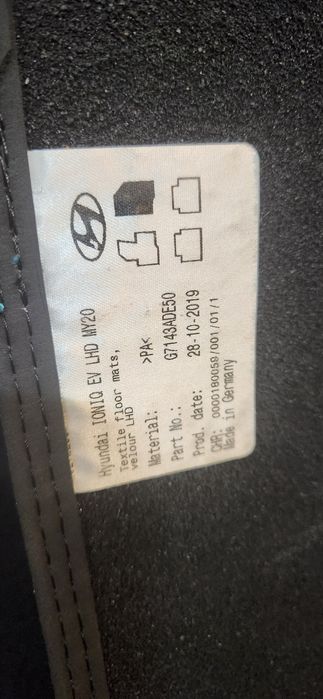 Hyundai IONIQ EV LHD MY20
Textile floor mats,
velour LHD
Material: >PA<
Part No.: G7143ADE50
Prod. date: 28-10-2019
CHR: 0000180059/001/01/1
Made in Germany